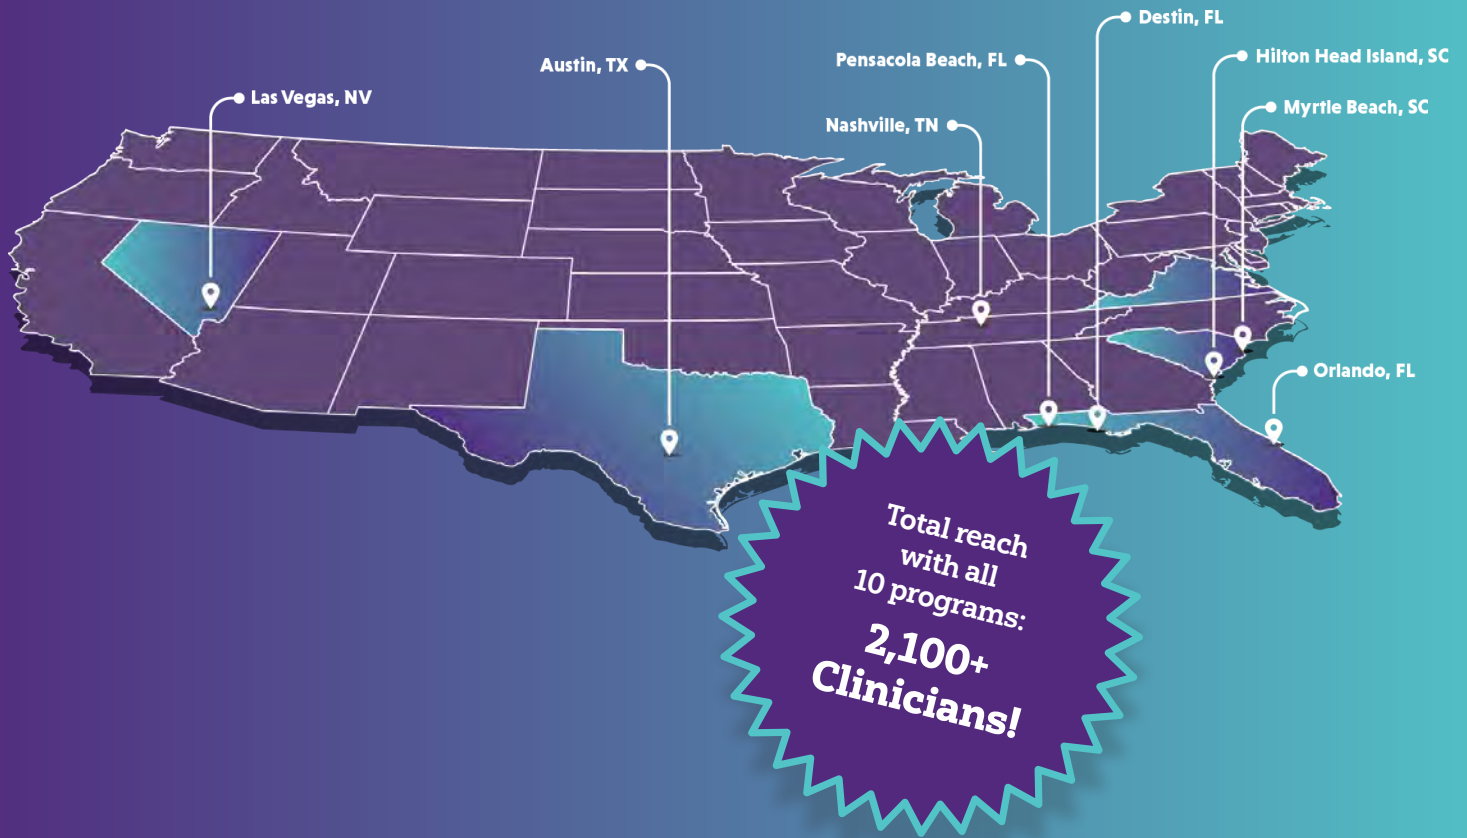 Destin, FL
Hilton Head Island, SC
Pensacola Beach, FL
Austin, TX
Las Vegas, NV
Myrtle Beach, SC
Nashville, TN
Orlando, FL
Total reach
with all
10 programs:
2,100+
Clinicians!